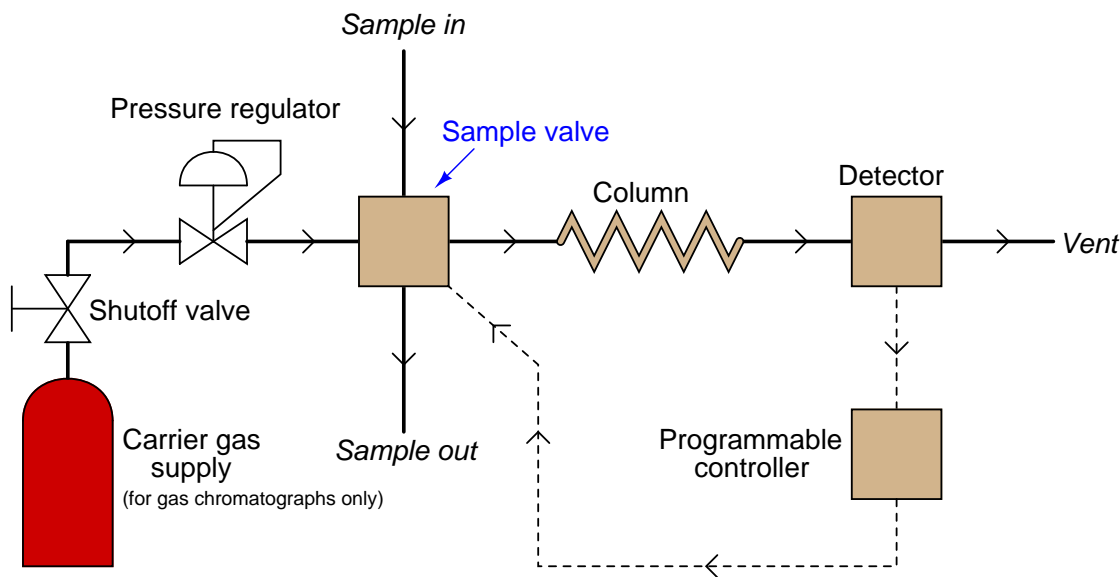 Sample in
Pressure regulator
Sample valve
Column
Detector
Vent
Shutoff valve
Carrier gas
supply
(for gas chromatographs only)
Sample out
Programmable
controller